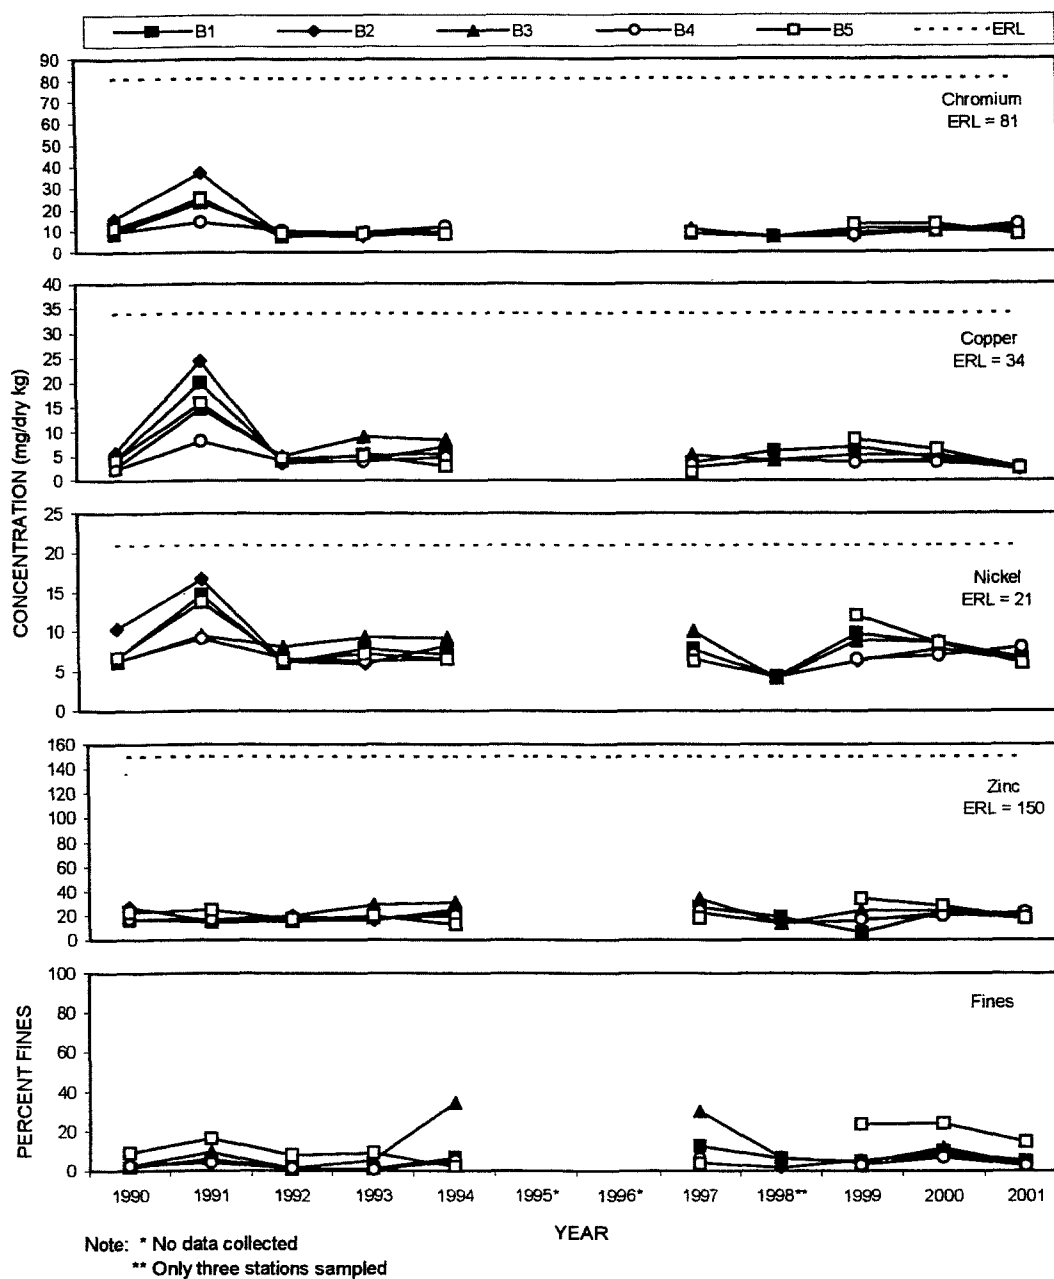 B1 B2 B3 B4 B5 ERL
90
80
70
60
50
40
30
20
10
0
Chromium
ERL = 81
40
35
30
25
20
15
10
5
0
Copper
ERL = 34
CONCENTRATION (mg/dry kg)
25
20
15
10
5
0
Nickel
ERL = 21
160
140
120
100
80
60
40
20
0
Zinc
ERL = 150
PERCENT FINES
100
80
60
40
20
0
Fines
1990 1991 1992 1993 1994 1995* 1996* 1997 1998** 1999 2000 2001
YEAR
Note: * No data collected
** Only three stations sampled